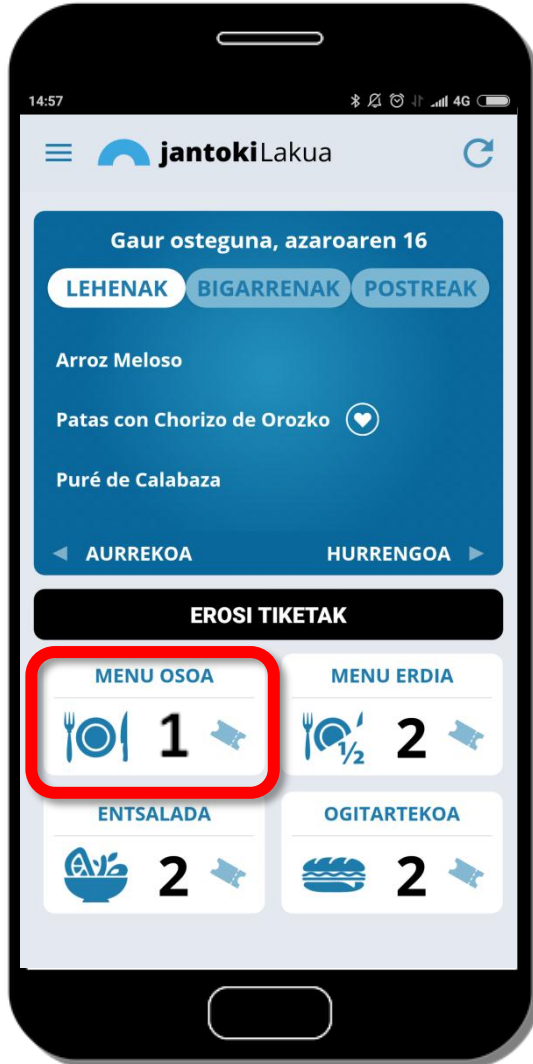 14:57 4G
jantokiLakua
Gaur osteguna, azaroaren 16
LEHENAK BIGARRENAK POSTREAK
Arroz Meloso
Patas con Chorizo de Orozko
Puré de Calabaza
AURREKOA HURRENGOA
EROSI TIKETAK
MENU OSOA MENU ERDIA
1 1/2 2
ENTSALADA OGITARTEKOA
2 2